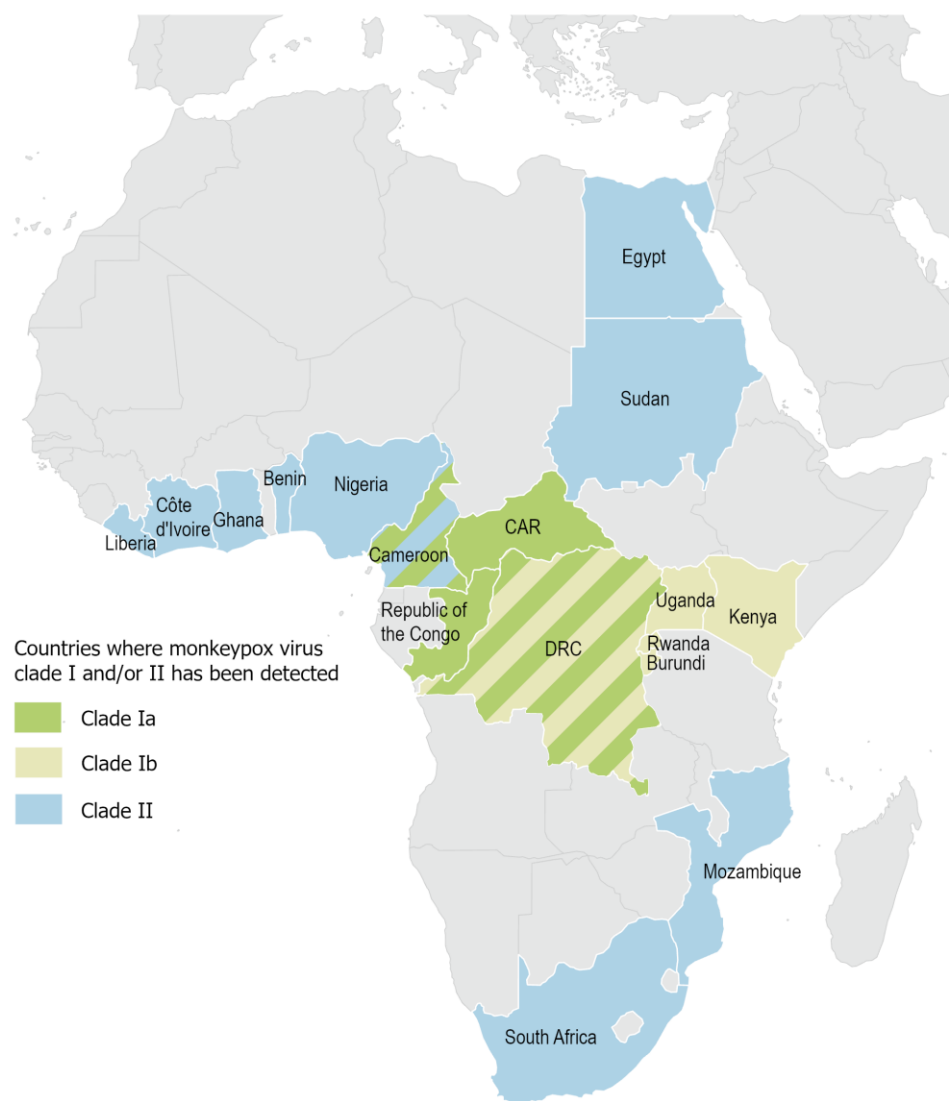 Egypt
Sudan
Benin
Nigeria
Côte
d'Ivoire
Ghana
Liberia
Cameroon
CAR
Republic of
the Congo
DRC
Uganda
Kenya
Rwanda
Burundi
Countries where monkeypox virus
clade I and/or II has been detected
Clade Ia
Clade Ib
Clade II
Mozambique
South Africa